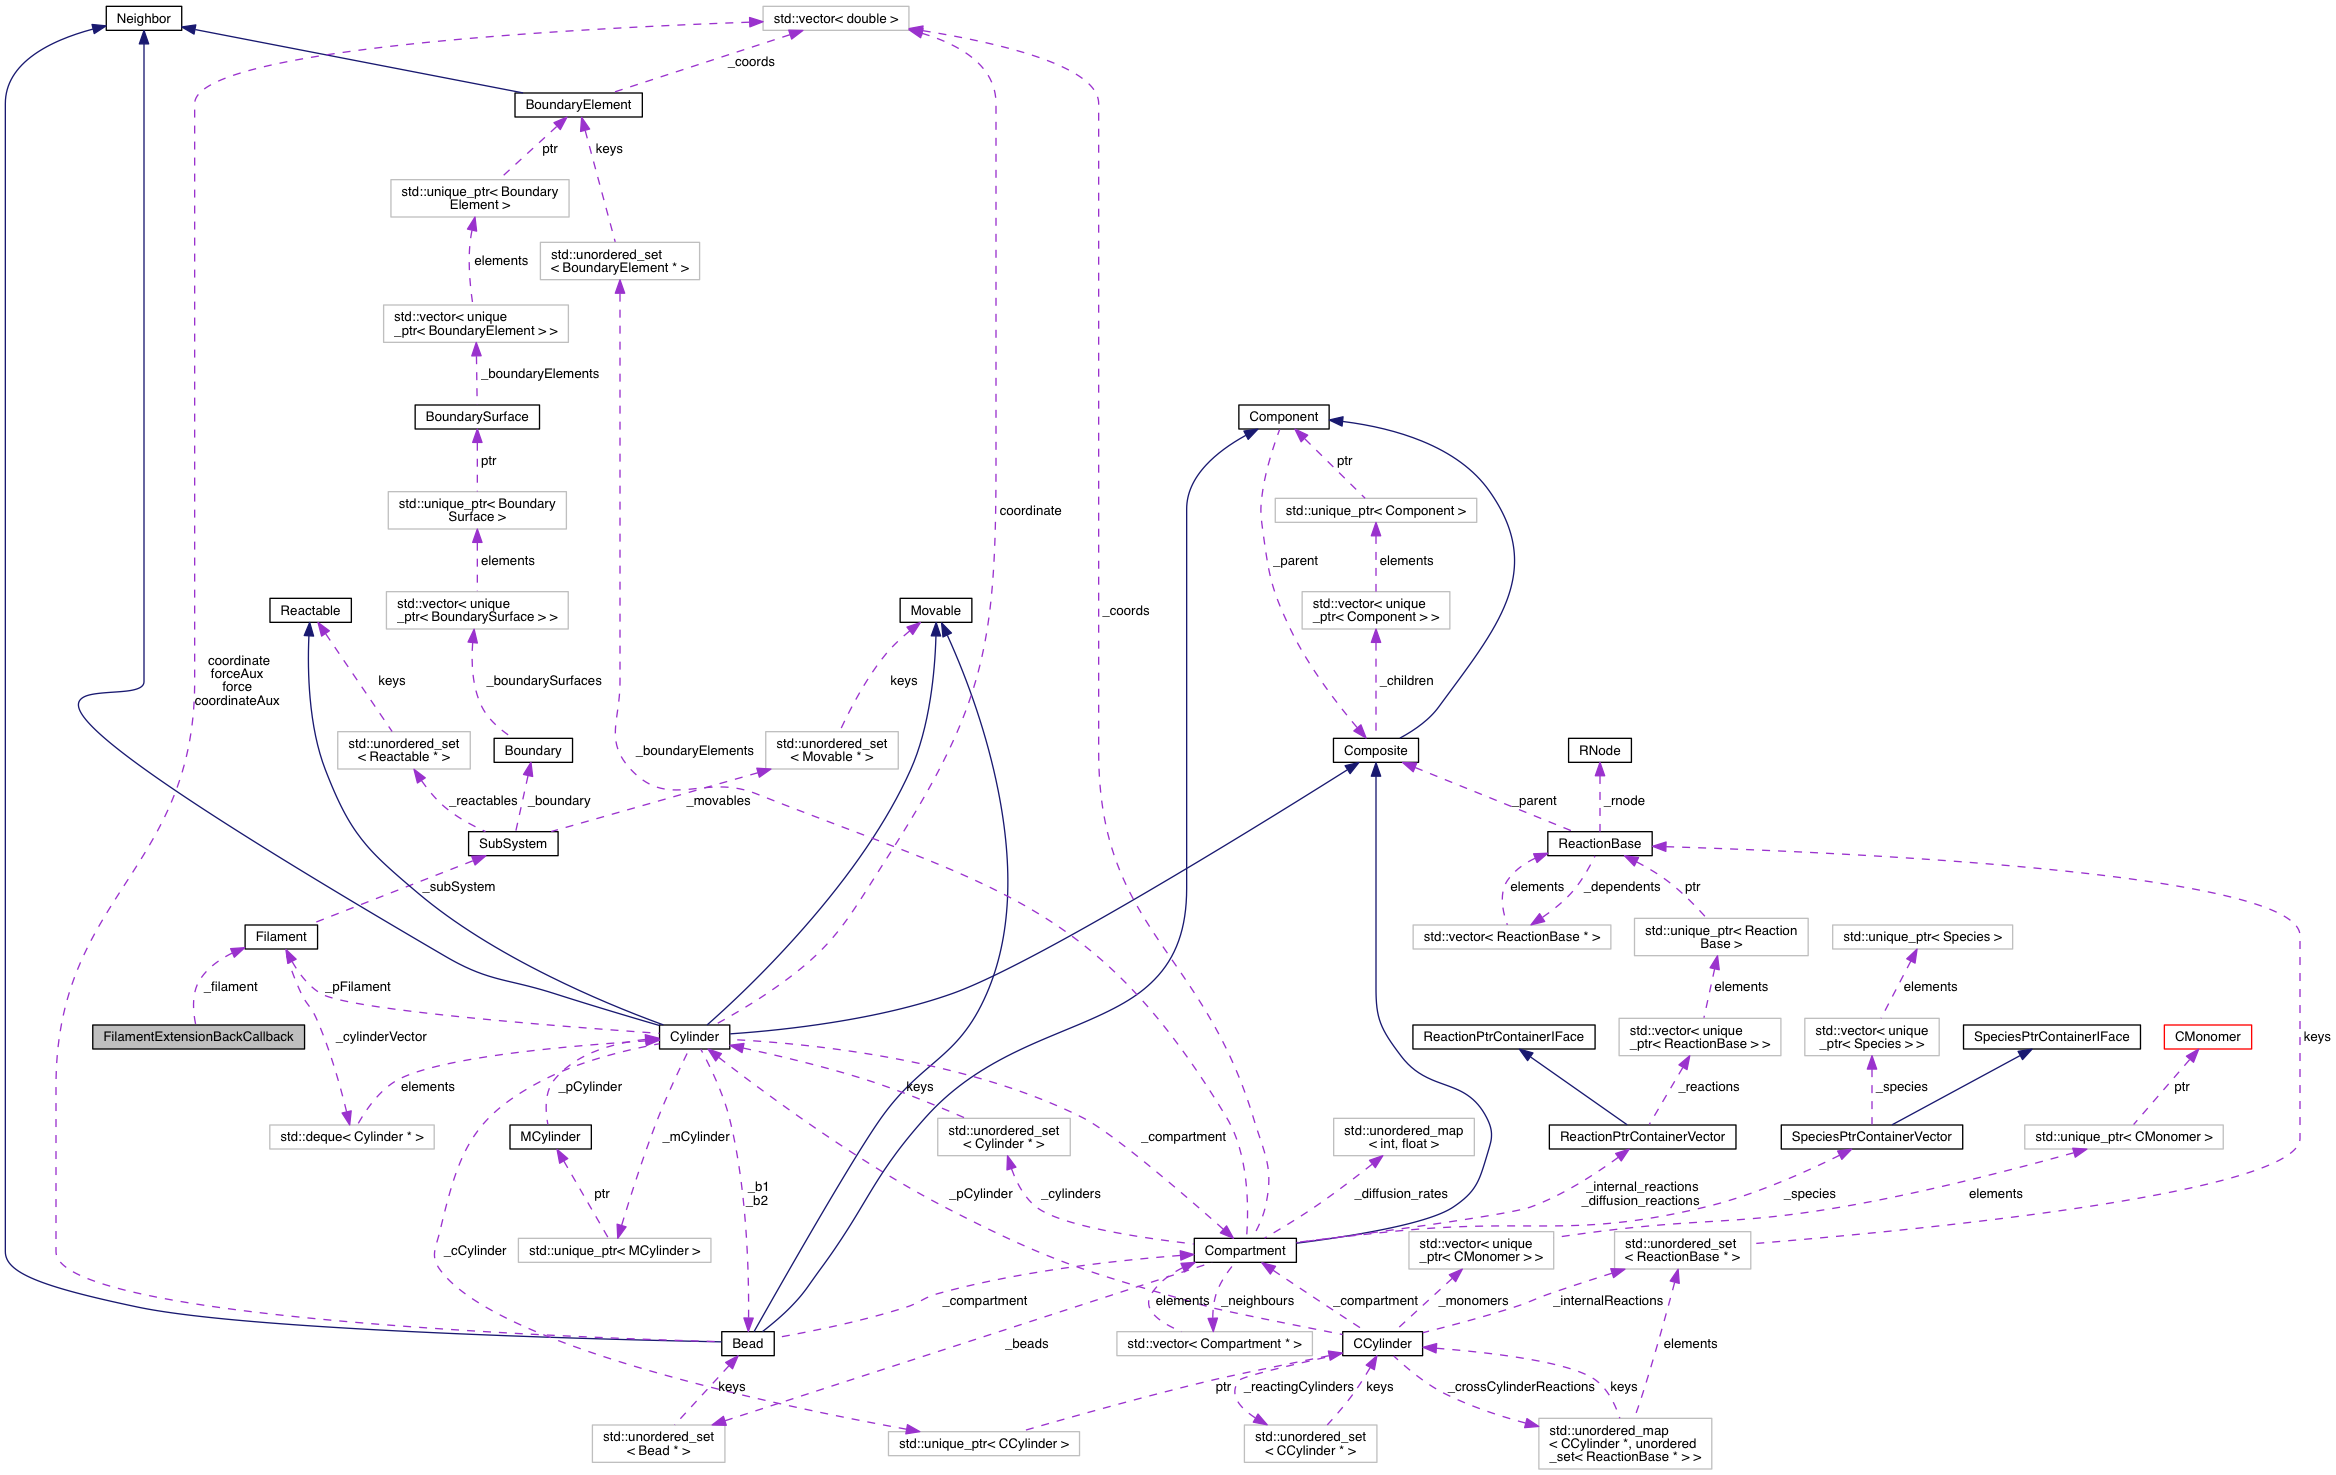 Neighbor
std::vector< double >
_coords
BoundaryElement
ptr
keys
std::unique_ptr< Boundary
Element >
std::unordered_set
< BoundaryElement * >
elements
std::vector< unique
_ptr< BoundaryElement > >
_boundaryElements
BoundarySurface
Component
ptr
ptr
std::unique_ptr< Boundary
Surface >
std::unique_ptr< Component >
coordinate
elements
_parent
elements
Reactable
std::vector< unique
_ptr< BoundarySurface > >
Movable
_coords
std::vector< unique
_ptr< Component > >
coordinate
forceAux
force
coordinateAux
keys
_boundarySurfaces
keys
_children
std::unordered_set
< Reactable * >
Boundary
_boundaryElements
std::unordered_set
< Movable * >
Composite
RNode
_reactables
_boundary
_movables
_parent
_rnode
SubSystem
ReactionBase
_subSystem
elements
_dependents
ptr
Filament
std::vector< ReactionBase * >
std::unique_ptr< Reaction
Base >
std::unique_ptr< Species >
_filament
_pFilament
elements
elements
FilamentExtensionBackCallback
_cylinderVector
Cylinder
ReactionPtrContainerIFace
std::vector< unique
_ptr< ReactionBase > >
std::vector< unique
_ptr< Species > >
SpeciesPtrContainerIFace
CMonomer
keys
elements
_pCylinder
keys
_reactions
_species
ptr
std::deque< Cylinder * >
MCylinder
_mCylinder
std::unordered_set
< Cylinder * >
_compartment
std::unordered_map
< int, float >
ReactionPtrContainerVector
SpeciesPtrContainerVector
std::unique_ptr< CMonomer >
ptr
_b1
_b2
_pCylinder
_cylinders
_diffusion_rates
_internal_reactions
_diffusion_reactions
_species
elements
_cCylinder
std::unique_ptr< MCylinder >
Compartment
std::vector< unique
_ptr< CMonomer > >
std::unordered_set
< ReactionBase * >
_compartment
elements
_neighbours
_compartment
_monomers
_internalReactions
Bead
_beads
std::vector< Compartment * >
CCylinder
elements
keys
ptr
_reactingCylinders
keys
_crossCylinderReactions
keys
std::unordered_set
< Bead * >
std::unique_ptr< CCylinder >
std::unordered_set
< CCylinder * >
std::unordered_map
< CCylinder *, unordered
_set< ReactionBase * > >